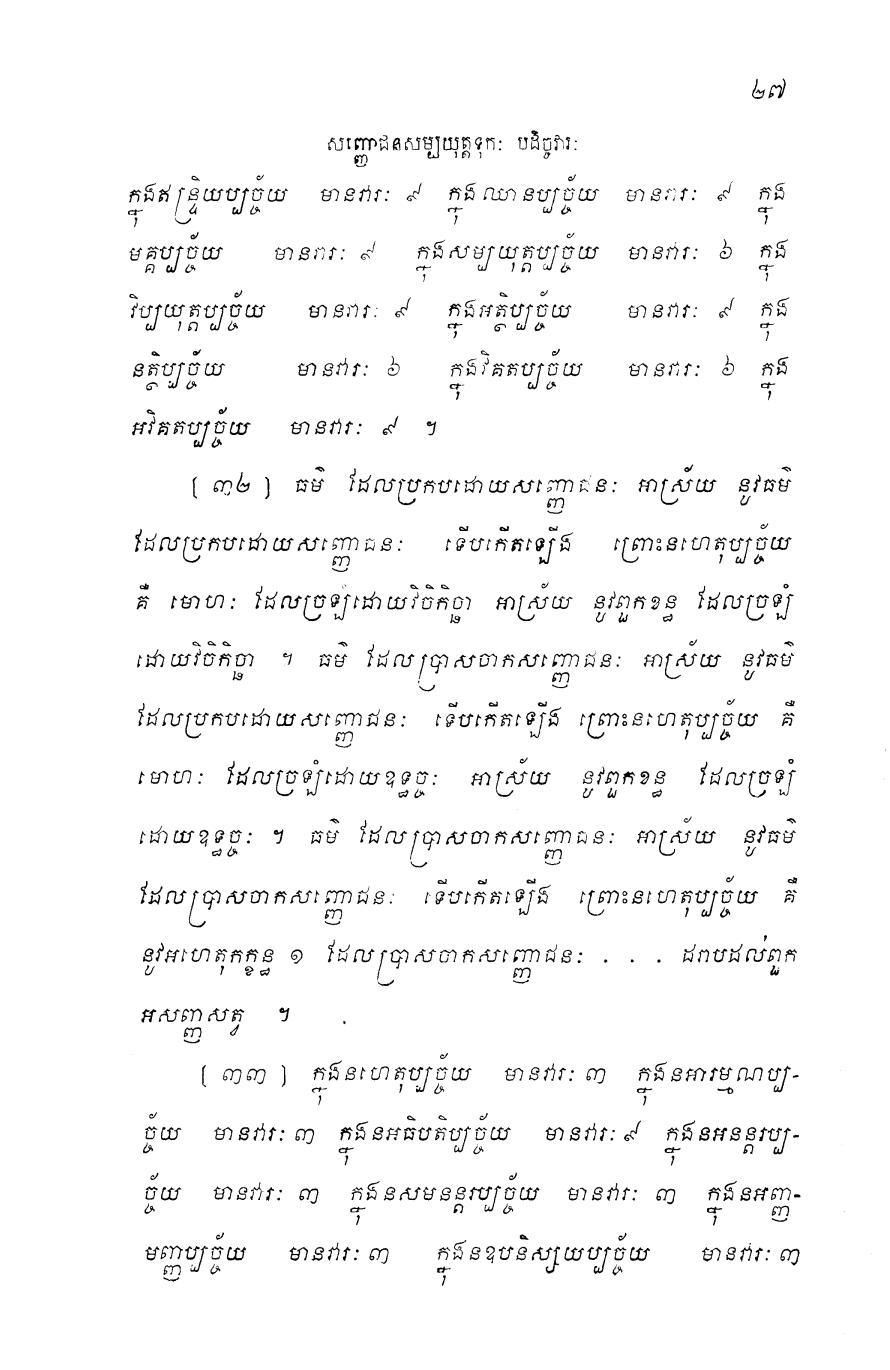 ២៧
សញ្ញោជនសម្បយុត្តទុកៈ បដិច្ចវារៈ
ក្នុងឥន្ទ្រិយប្បច្ច័យ មានវារៈ ៩ ក្នុងឈានប្បច្ច័យ មានវារៈ ៩ ក្នុង
មគ្គប្បច្ច័យ មានវារៈ ៩ ក្នុងសម្បយុត្តប្បច្ច័យ មានវារៈ ៦ ក្នុង
វិប្បយុត្តប្បច្ច័យ មានវារៈ ៩ ក្នុងអត្ថិប្បច្ច័យ មានវារៈ ៩ ក្នុង
នត្ថិប្បច្ច័យ មានវារៈ ៦ ក្នុងវិគតប្បច្ច័យ មានវារៈ ៦ ក្នុង
អវិគតប្បច្ច័យ មានវារៈ ៩ ។
[ ៣២ ] ធម៌ ដែលប្រកបដោយសញ្ញោជនៈ អាស្រ័យ នូវធម៌
ដែលប្រកបដោយសញ្ញោជនៈ ទើបកើតឡើង ព្រោះនហេតុប្បច្ច័យ
គឺ មោហៈ ដែលច្រឡំដោយវិចិកិច្ឆា អាស្រ័យ នូវពួកខន្ធ ដែលច្រឡំ
ដោយវិចិកិច្ឆា ។ ធម៌ ដែលប្រាសចាកសញ្ញោជនៈ អាស្រ័យ នូវធម៌
ដែលប្រកបដោយសញ្ញោជនៈ ទើបកើតឡើង ព្រោះនហេតុប្បច្ច័យ គឺ
មោហៈ ដែលច្រឡំដោយឧទ្ធច្ចៈ អាស្រ័យ នូវពួកខន្ធ ដែលច្រឡំ
ដោយឧទ្ធច្ចៈ ។ ធម៌ ដែលប្រាសចាកសញ្ញោជនៈ អាស្រ័យ នូវធម៌
ដែលប្រាសចាកសញ្ញោជនៈ ទើបកើតឡើង ព្រោះនហេតុប្បច្ច័យ គឺ
នូវអហេតុកក្ខន្ធ ១ ដែលប្រាសចាកសញ្ញោជនៈ . . . ដរាបដល់ពួក
អសញ្ញសត្វ ។
[ ៣៣ ] ក្នុងនហេតុប្បច្ច័យ មានវារៈ ៣ ក្នុងនអារម្មណប្ប-
ច្ច័យ មានវារៈ ៣ ក្នុងនអធិបតិប្បច្ច័យ មានវារៈ ៩ ក្នុងនអនន្តរប្ប-
ច្ច័យ មានវារៈ ៣ ក្នុងនសមនន្តរប្បច្ច័យ មានវារៈ ៣ ក្នុងនអញ្ញ-
មញ្ញប្បច្ច័យ មានវារៈ ៣ ក្នុងនឧបនិស្សយប្បច្ច័យ មានវារៈ ៣